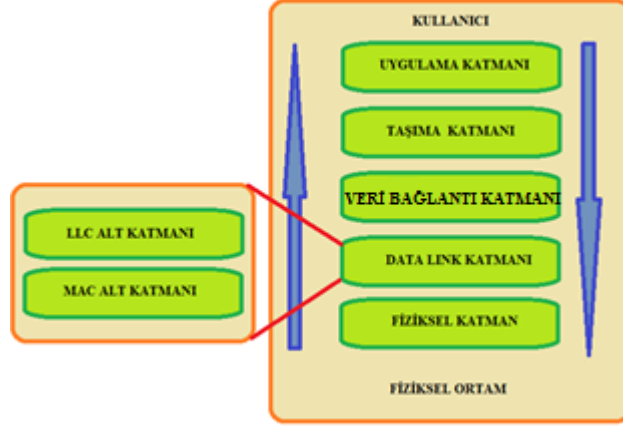 KULLANICI
UYGULAMA KATMANI
TAŞIMA KATMANI
VERİ BAĞLANTI KATMANI
DATA LINK KATMANI
FİZİKSEL KATMAN
FİZİKSEL ORTAM
LLC ALT KATMANI
MAC ALT KATMANI